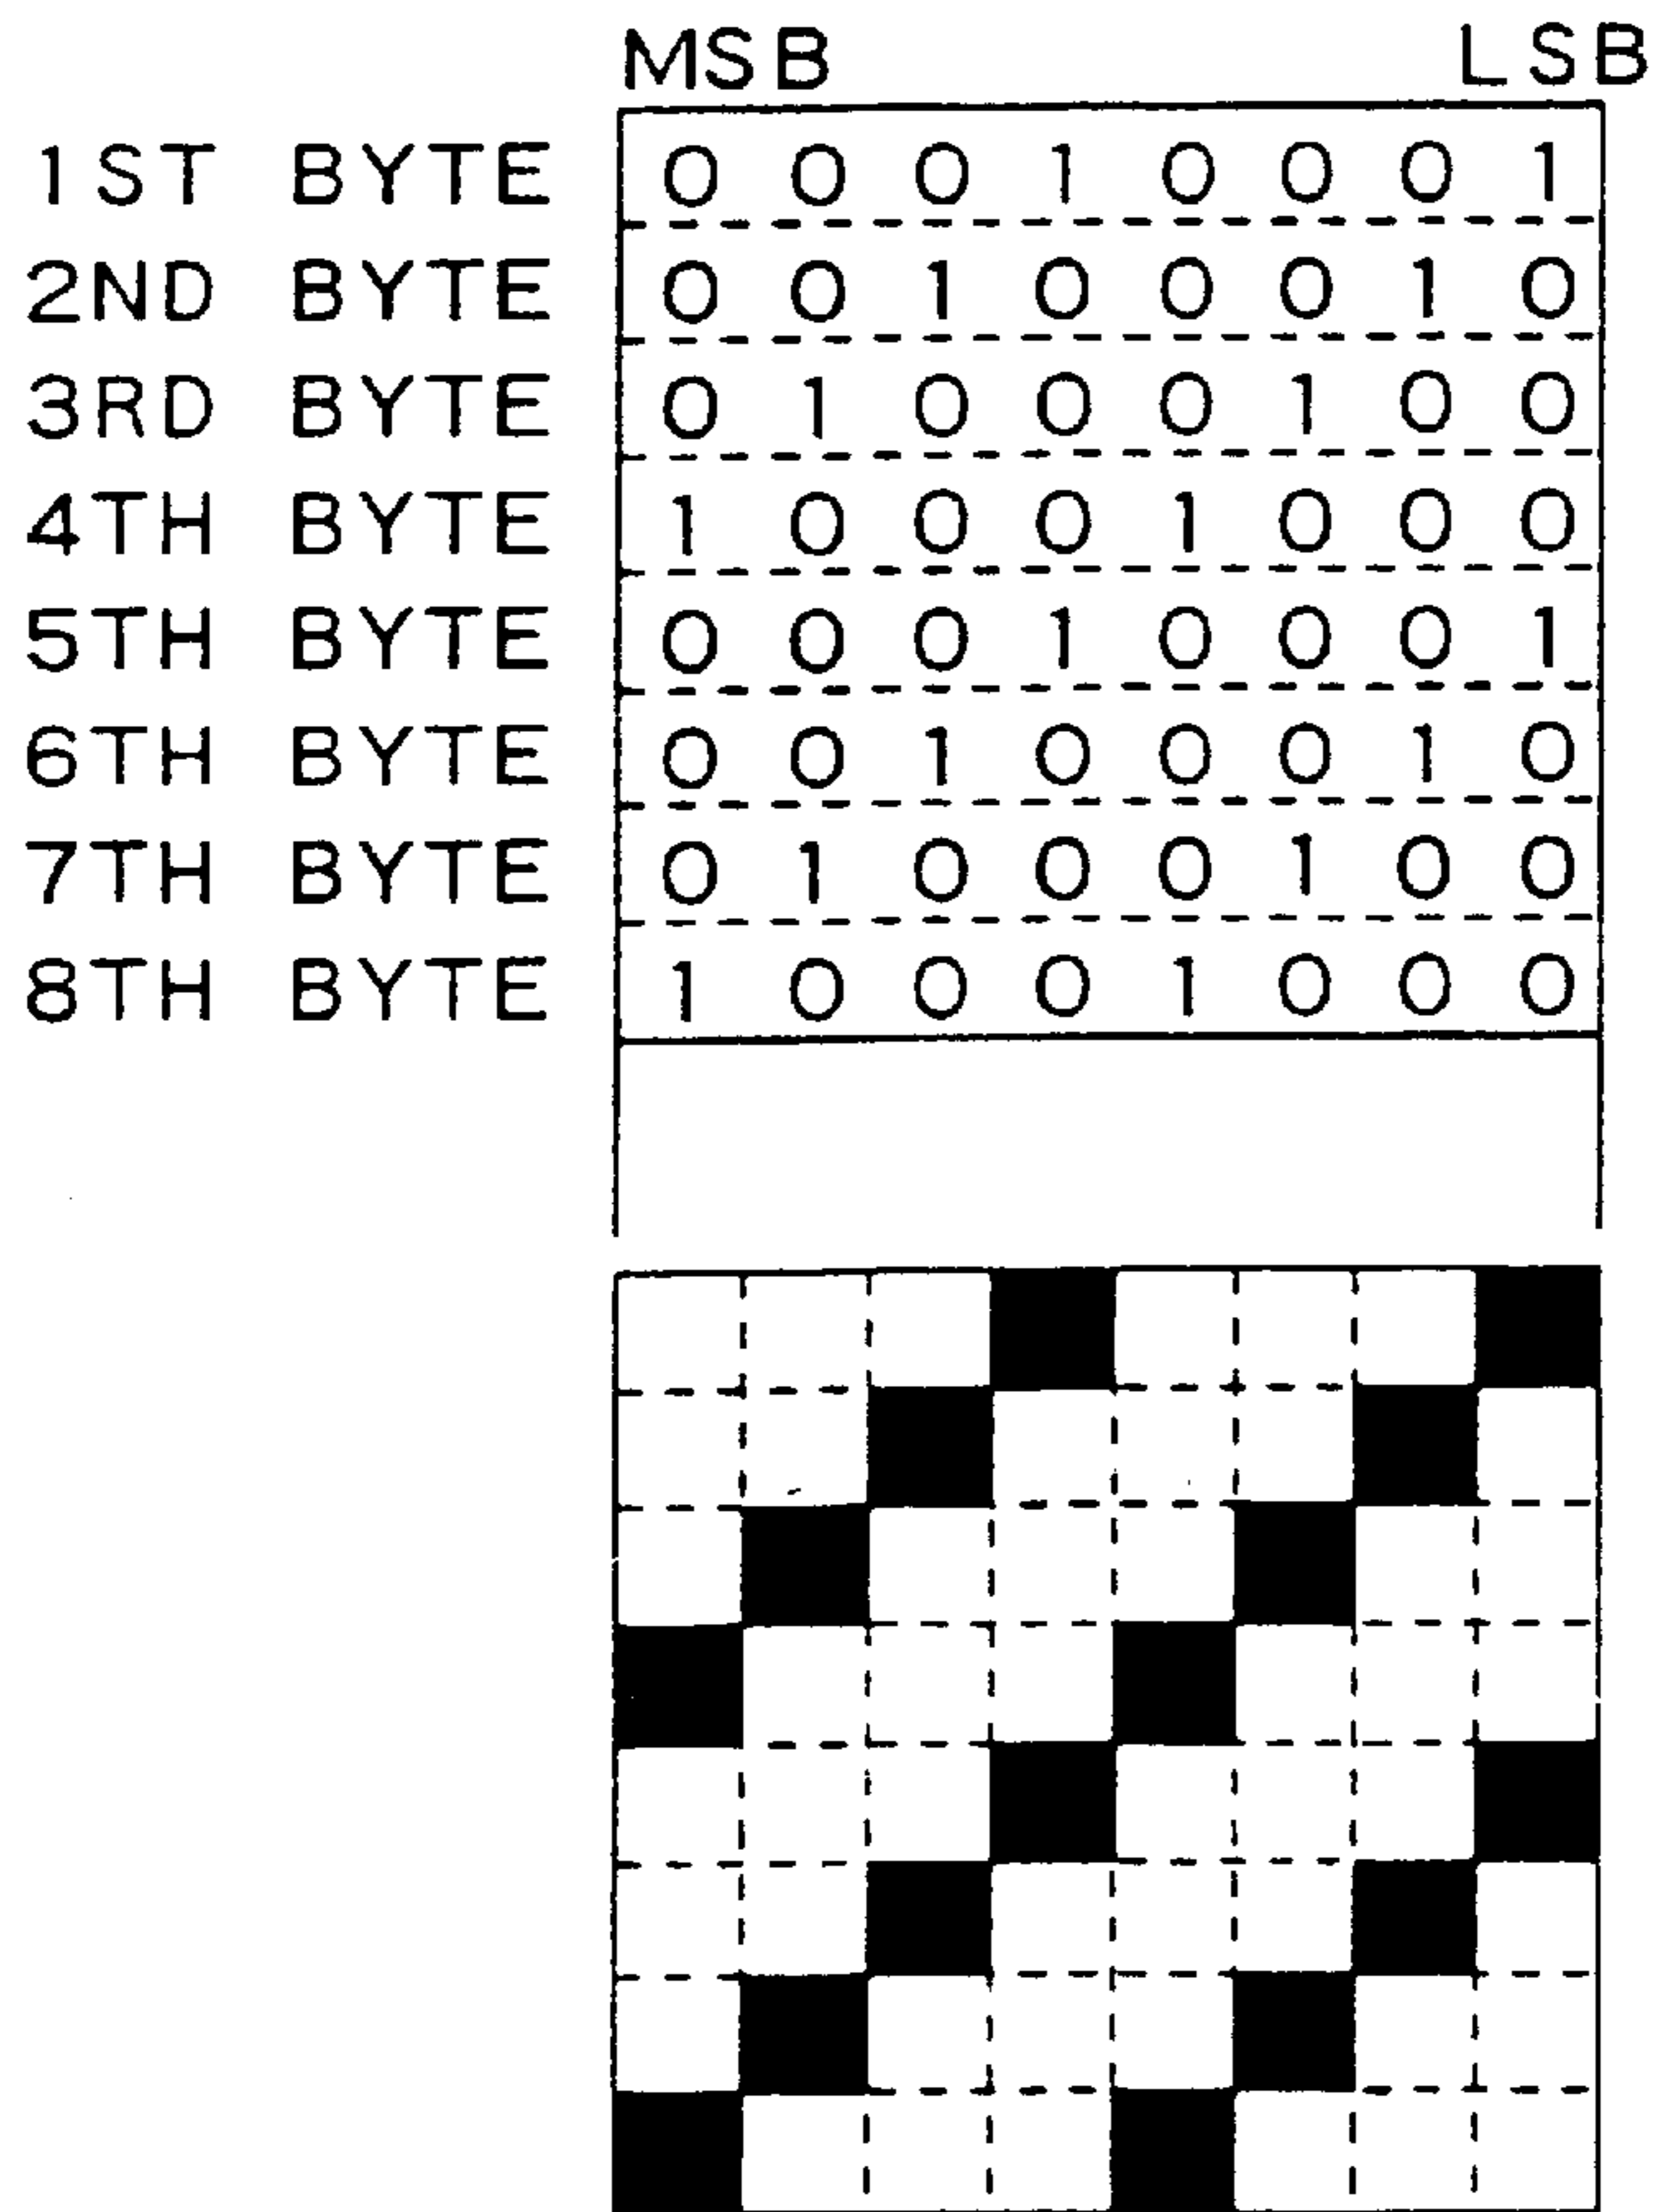 MSB LSB
1ST BYTE 0 0 0 1 0 0 0 1
2ND BYTE 0 0 1 0 0 0 1 0
3RD BYTE 0 1 0 0 0 1 0 0
4TH BYTE 1 0 0 0 1 0 0 0
5TH BYTE 0 0 0 1 0 0 0 1
6TH BYTE 0 0 1 0 0 0 1 0
7TH BYTE 0 1 0 0 0 1 0 0
8TH BYTE 1 0 0 0 1 0 0 0